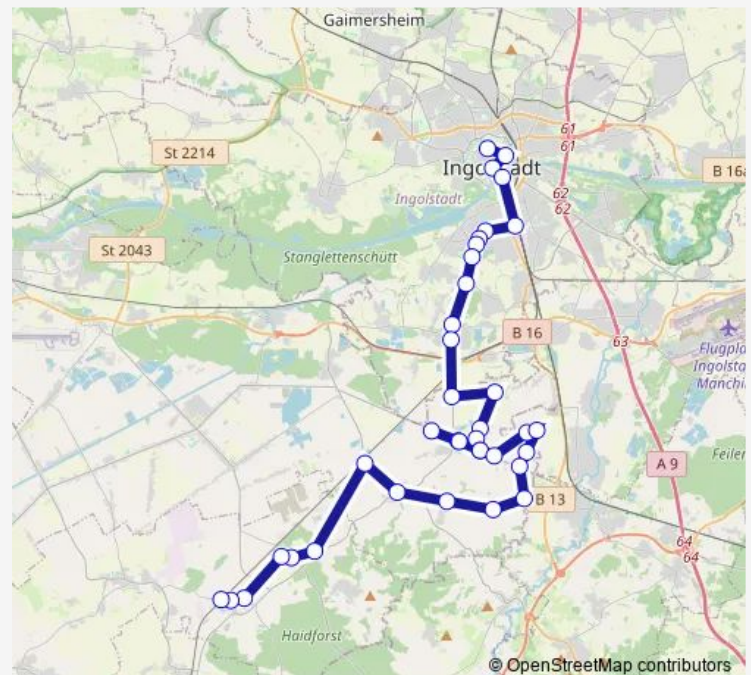 Gaimersheim
St 2214
61
61
Ingolstadt
B 16a
Ingolstadt
62
62
St 2043
Stanglettenschütt
B 16
63
Flugpla
Ingolsta
Manchi
A 9
Feiler
B 13
64
64
Haidforst
© OpenStreetMap contributors